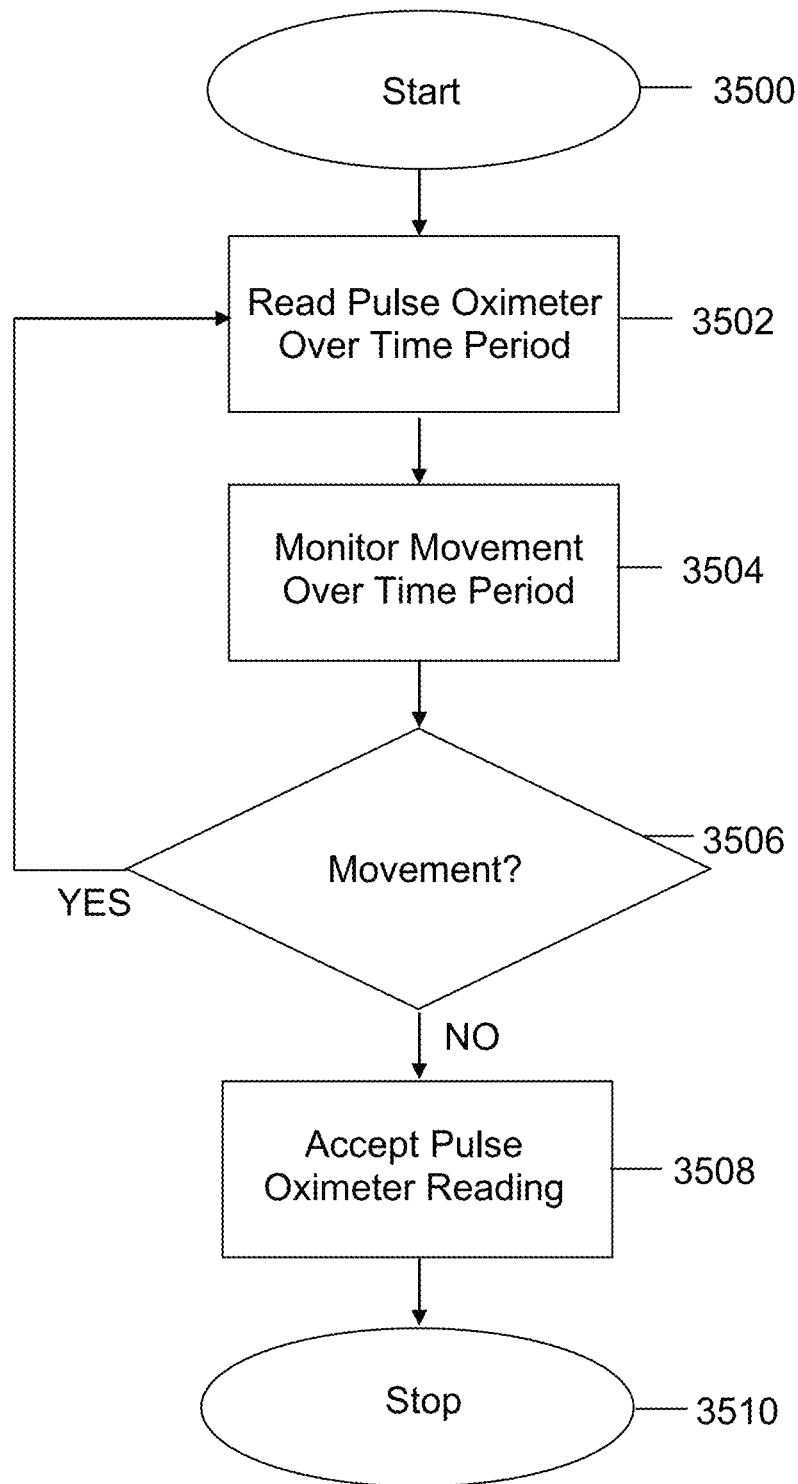 Start
3500
Read Pulse Oximeter
Over Time Period
3502
Monitor Movement
Over Time Period
3504
Movement?
3506
YES
NO
Accept Pulse
Oximeter Reading
3508
Stop
3510